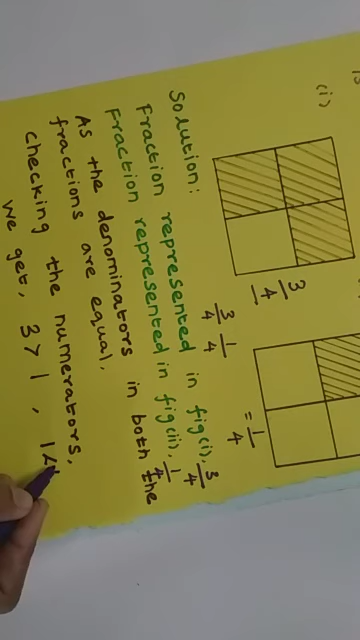 (i)
3/4
= 1/4
3/4 1/4
Solution:
Fraction represented in fig(i), 3/4
Fraction represented in fig(iii), 1/4
As the denominators in both the
fractions are equal,
checking the numerators,
we get, 3 > 1 , 1<